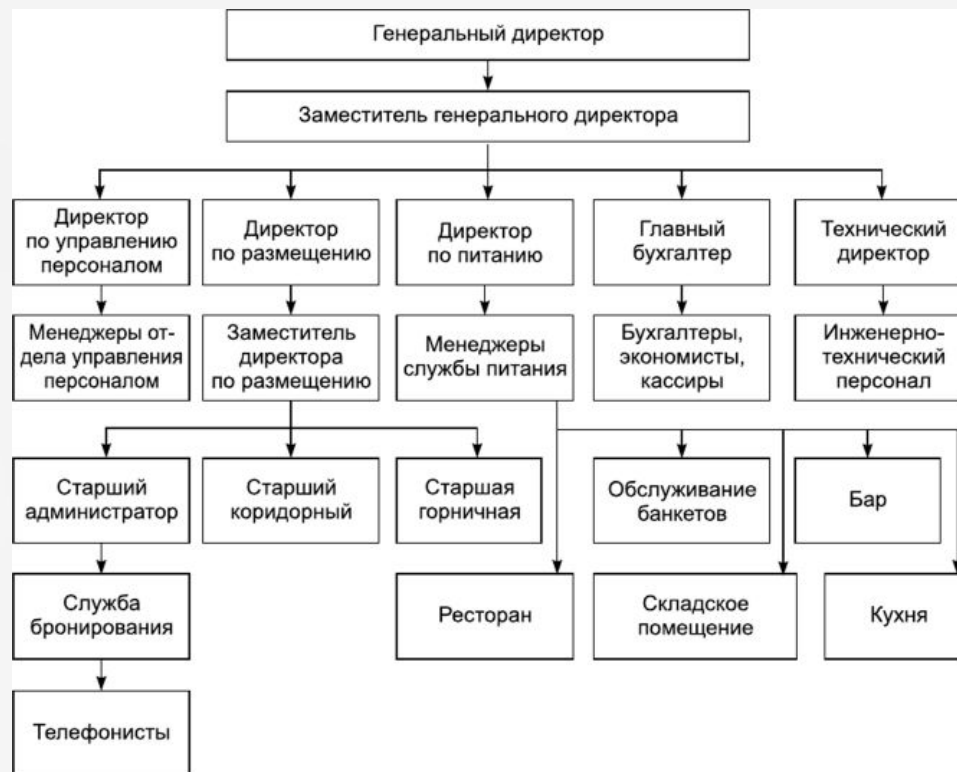 Генеральный директор
Заместитель генерального директора
Директор
по управлению
персоналом
Директор
по размещению
Директор
по питанию
Главный
бухгалтер
Технический
директор
Менеджеры от-
дела управления
персоналом
Заместитель
директора
по размещению
Менеджеры
службы питания
Бухгалтеры,
экономисты,
кассиры
Инженерно-
технический
персонал
Старший
администратор
Старший
коридорный
Старшая
горничная
Обслуживание
банкетов
Бар
Служба
бронирования
Ресторан
Складское
помещение
Кухня
Телефонисты